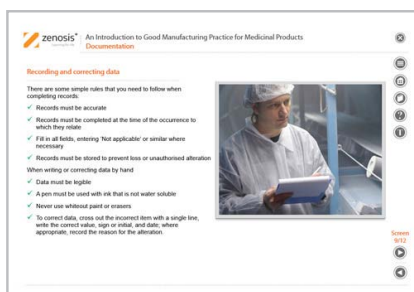 zenosis
An Introduction to Good Manufacturing Practice for Medicinal Products
Documentation
Recording and correcting data
There are some simple rules that you need to follow when
completing records:
✓ Records must be accurate
✓ Records must be completed at the time of the occurrence to
which they relate
✓ Fill in all fields, entering 'Not applicable' or similar where
necessary
✓ Records must be stored to prevent loss or unauthorised alteration
When writing or correcting data by hand
✓ Data must be legible
✓ A pen must be used with ink that is not water soluble
✓ Never use whiteout paint or erasers
✓ To correct data, cross out the incorrect item with a single line,
write the correct value, sign or initial, and date; where
appropriate, record the reason for the alteration.
Screen
9/12